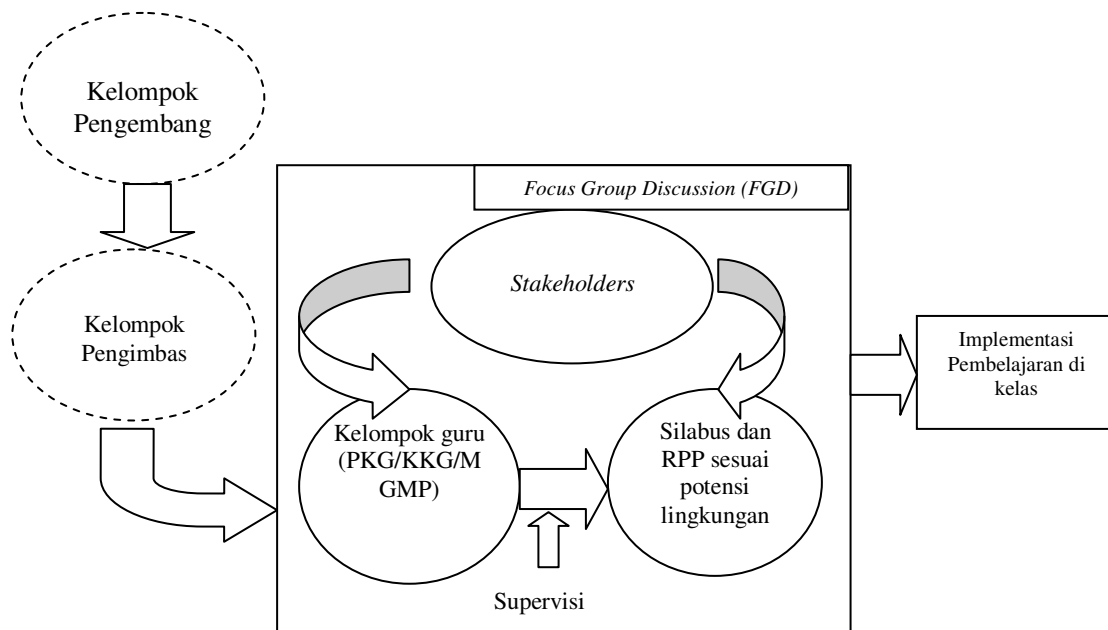 Kelompok
Pengembang
Focus Group Discussion (FGD)
Stakeholders
Kelompok
Pengimbas
Implementasi
Pembelajaran di
kelas
Kelompok guru
(PKG/KKG/M
GMP)
Silabus dan
RPP sesuai
potensi
lingkungan
Supervisi